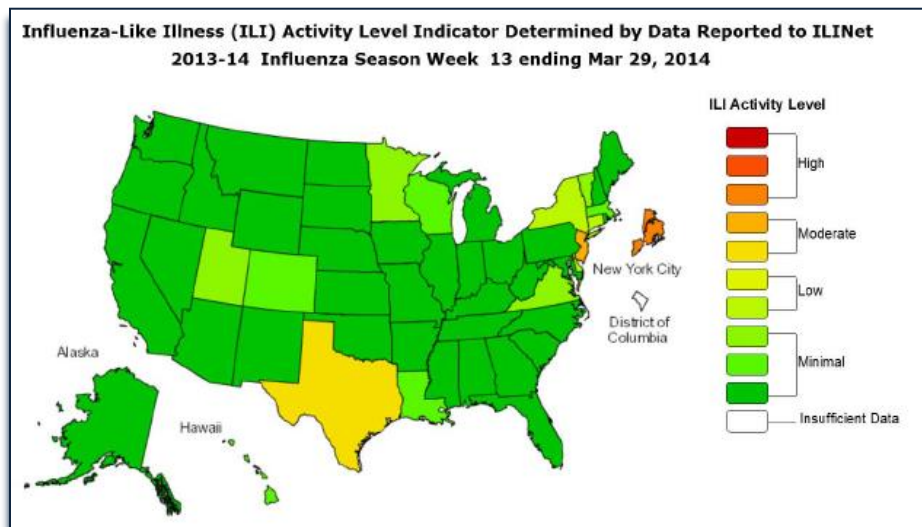 Influenza-Like Illness (ILI) Activity Level Indicator Determined by Data Reported to ILINet
2013-14 Influenza Season Week 13 ending Mar 29, 2014
ILI Activity Level
High
Moderate
New York City
Low
District of
Columbia
Alaska
Minimal
Hawaii
Insufficient Data